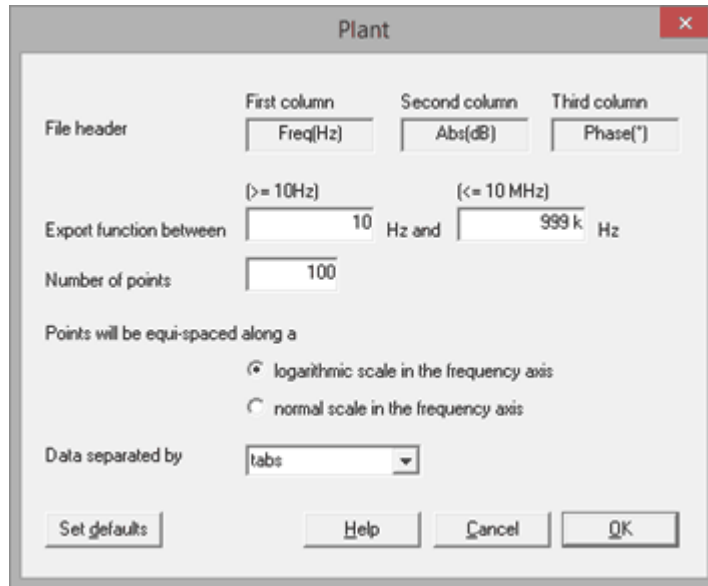 Plant
First column Second column Third column
File header Freq(Hz) Abs(dB) Phase(°)
(>= 10Hz) (<= 10 MHz)
Export function between 10 Hz and 999 k Hz
Number of points 100
Points will be equi-spaced along a
logarithmic scale in the frequency axis
normal scale in the frequency axis
Data separated by tabs
Set defaults Help Cancel OK